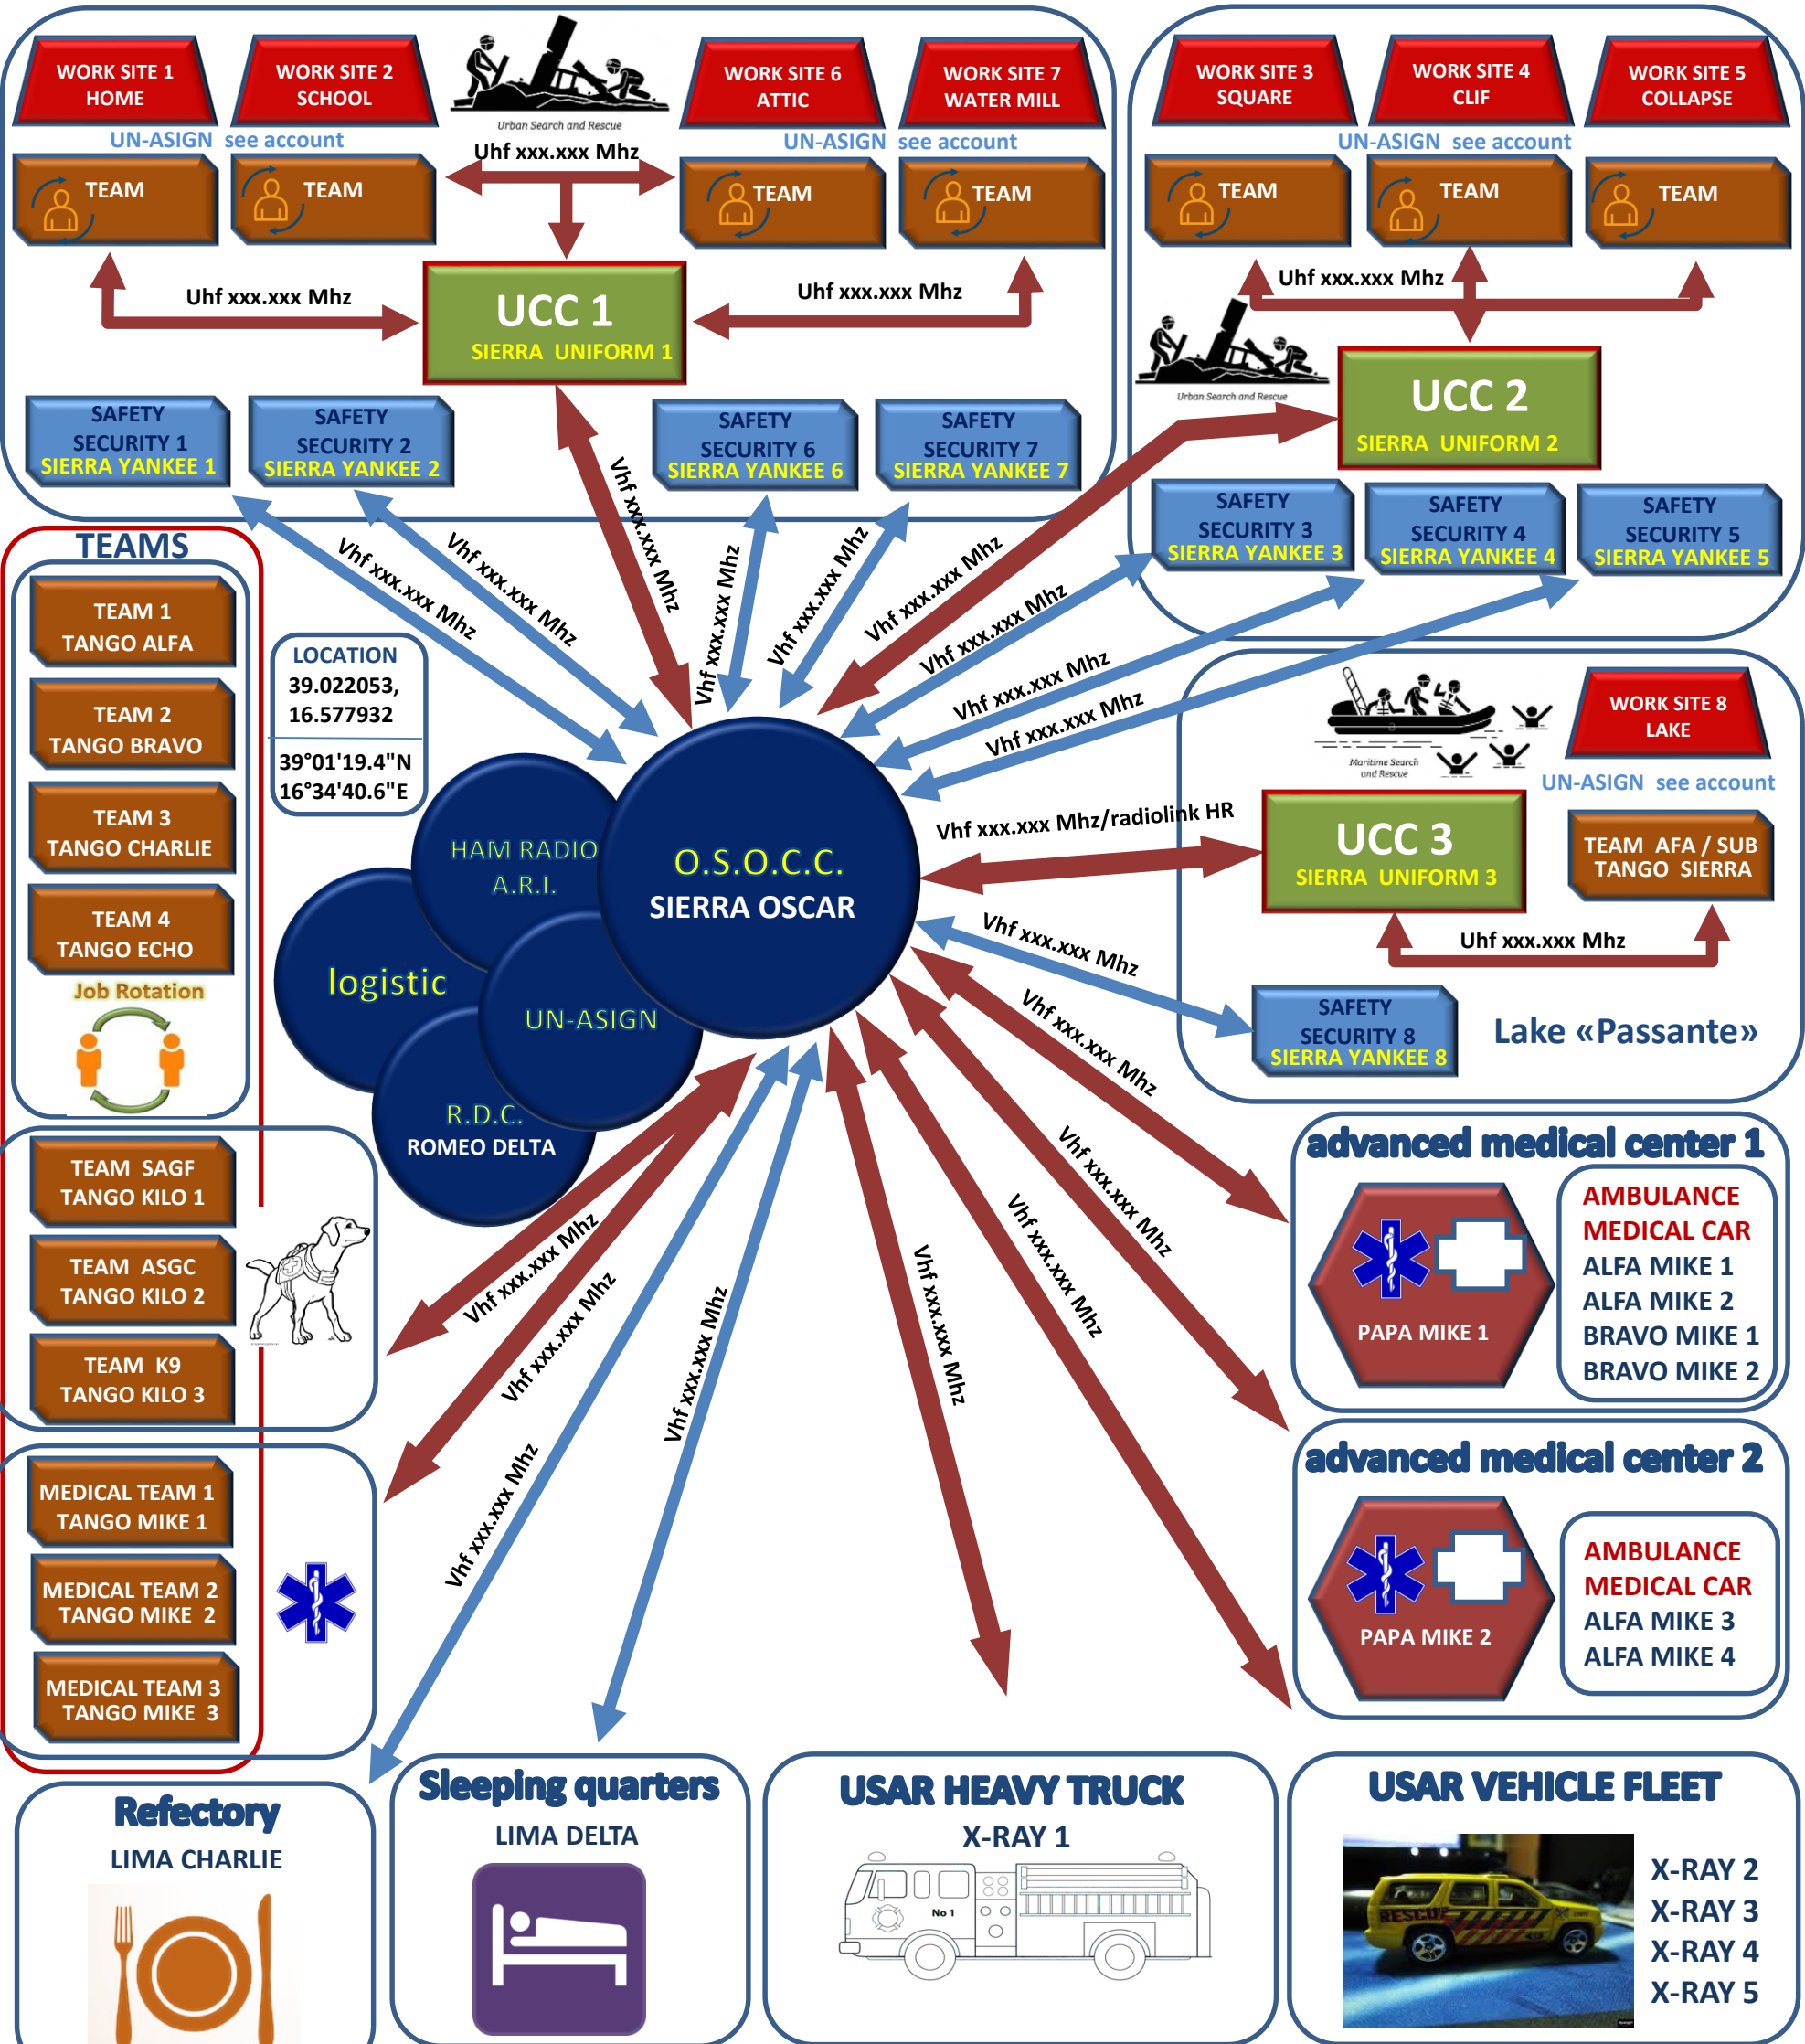 WORK SITE 1
HOME
WORK SITE 2
SCHOOL
Urban Search and Rescue
WORK SITE 6
ATTIC
WORK SITE 7
WATER MILL
UN-ASIGN see account
UN-ASIGN see account
Uhf xxx.xxx Mhz
TEAM
TEAM
TEAM
TEAM
Uhf xxx.xxx Mhz
Uhf xxx.xxx Mhz
UCC 1
SIERRA UNIFORM 1
SAFETY
SECURITY 1
SIERRA YANKEE 1
SAFETY
SECURITY 2
SIERRA YANKEE 2
SAFETY
SECURITY 6
SIERRA YANKEE 6
SAFETY
SECURITY 7
SIERRA YANKEE 7
WORK SITE 3
SQUARE
WORK SITE 4
CLIF
WORK SITE 5
COLLAPSE
UN-ASIGN see account
TEAM
TEAM
TEAM
Uhf xxx.xxx Mhz
Urban Search and Rescue
UCC 2
SIERRA UNIFORM 2
SAFETY
SECURITY 3
SIERRA YANKEE 3
SAFETY
SECURITY 4
SIERRA YANKEE 4
SAFETY
SECURITY 5
SIERRA YANKEE 5
Vhf xxx.xxx Mhz
Vhf xxx.xxx Mhz
Vhf xxx.xxx Mhz
Vhf xxx.xxx Mhz
Vhf xxx.xxx Mhz
Vhf xxx.xxx Mhz
Vhf xxx.xxx Mhz
Vhf xxx.xxx Mhz
Vhf xxx.xxx Mhz
TEAMS
TEAM 1
TANGO ALFA
TEAM 2
TANGO BRAVO
TEAM 3
TANGO CHARLIE
TEAM 4
TANGO ECHO
Job Rotation
LOCATION
39.022053,
16.577932
39°01'19.4"N
16°34'40.6"E
HAM RADIO
A.R.I.
O.S.O.C.C.
SIERRA OSCAR
logistic
UN-ASIGN
R.D.C.
ROMEO DELTA
Maritime Search
and Rescue
WORK SITE 8
LAKE
UN-ASIGN see account
Vhf xxx.xxx Mhz/radiolink HR
UCC 3
SIERRA UNIFORM 3
TEAM AFA / SUB
TANGO SIERRA
Uhf xxx.xxx Mhz
Vhf xxx.xxx Mhz
SAFETY
SECURITY 8
SIERRA YANKEE 8
Lake «Passante»
TEAM SAGF
TANGO KILO 1
TEAM ASGC
TANGO KILO 2
TEAM K9
TANGO KILO 3
MEDICAL TEAM 1
TANGO MIKE 1
MEDICAL TEAM 2
TANGO MIKE 2
MEDICAL TEAM 3
TANGO MIKE 3
Vhf xxx.xxx Mhz
Vhf xxx.xxx Mhz
Vhf xxx.xxx Mhz
Vhf xxx.xxx Mhz
Vhf xxx.xxx Mhz
Vhf xxx.xxx Mhz
Vhf xxx.xxx Mhz
Vhf xxx.xxx Mhz
advanced medical center 1
PAPA MIKE 1
AMBULANCE
MEDICAL CAR
ALFA MIKE 1
ALFA MIKE 2
BRAVO MIKE 1
BRAVO MIKE 2
advanced medical center 2
PAPA MIKE 2
AMBULANCE
MEDICAL CAR
ALFA MIKE 3
ALFA MIKE 4
Refectory
LIMA CHARLIE
Sleeping quarters
LIMA DELTA
USAR HEAVY TRUCK
X-RAY 1
No 1
USAR VEHICLE FLEET
RESCUE
X-RAY 2
X-RAY 3
X-RAY 4
X-RAY 5